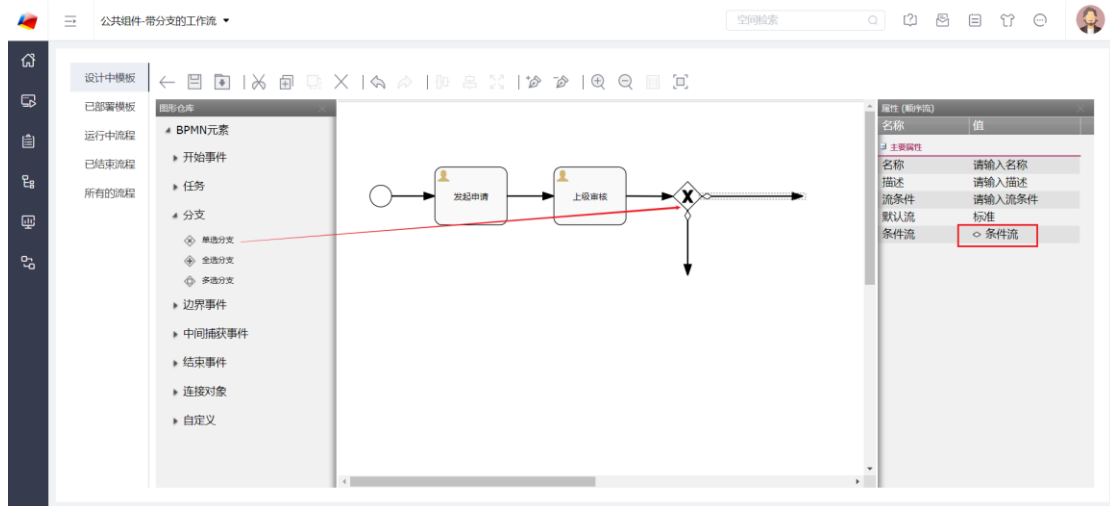 公共组件-带分支的工作流
空间检索
设计中模板
已部署模板
运行中流程
已结束流程
所有的流程
图形仓库
BPMN元素
开始事件
任务
分支
单选分支
全选分支
多选分支
边界事件
中间捕获事件
结束事件
连接对象
自定义
发起申请
上级审核
属性 (顺序流)
名称 值
主要属性
名称 请输入名称
描述 请输入描述
流条件 请输入流条件
默认流 标准
条件流 条件流